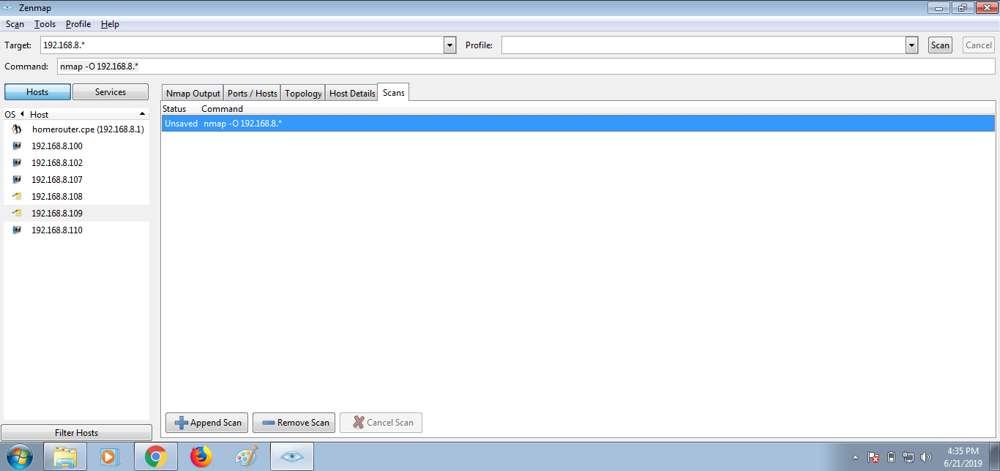 Zenmap
Scan Tools Profile Help
Target: 192.168.8.* Profile: Scan Cancel
Command: nmap -O 192.168.8.*
Hosts Services
Nmap Output Ports / Hosts Topology Host Details Scans
OS Host
Status Command
Unsaved nmap -O 192.168.8.*
homerouter.cpe (192.168.8.1)
192.168.8.100
192.168.8.102
192.168.8.107
192.168.8.108
192.168.8.109
192.168.8.110
Append Scan Remove Scan Cancel Scan
Filter Hosts
4:35 PM
6/21/2019